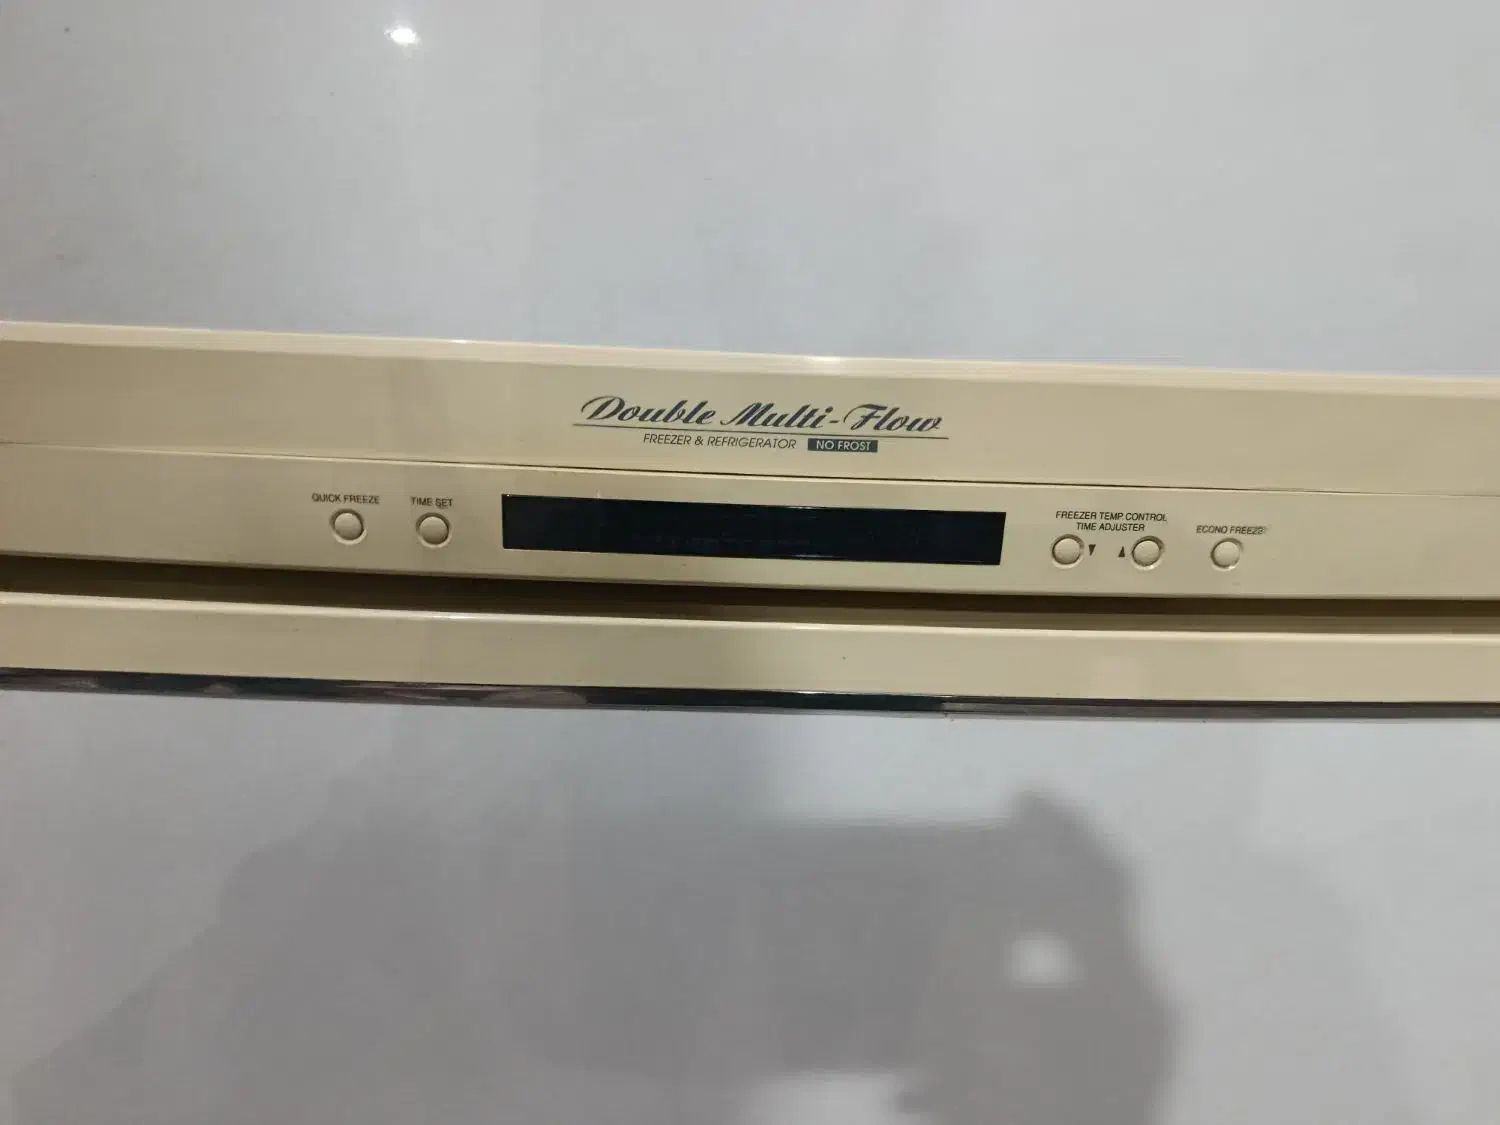 Double Multi-Flow
FREEZER & REFRIGERATOR NO FROST
QUICK FREEZE
TIME SET
FREEZER TEMP CONTROL
TIME ADJUSTER
▼ ▲
ECONO FREEZE